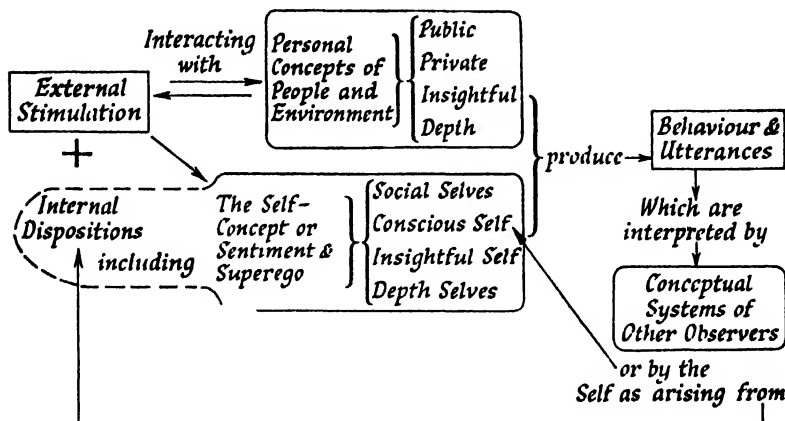 Interacting
with
External
Stimulation
+
Personal
Concepts of
People and
Environment
Public
Private
Insightful
Depth
Internal
Dispositions
including
The Self-
Concept or
Sentiment &
Superego
Social Selves
Conscious Self
Insightful Self
Depth Selves
produce
Behaviour &
Utterances
Which are
interpreted by
Conceptual
Systems of
Other Observers
or by the
Self as arising from